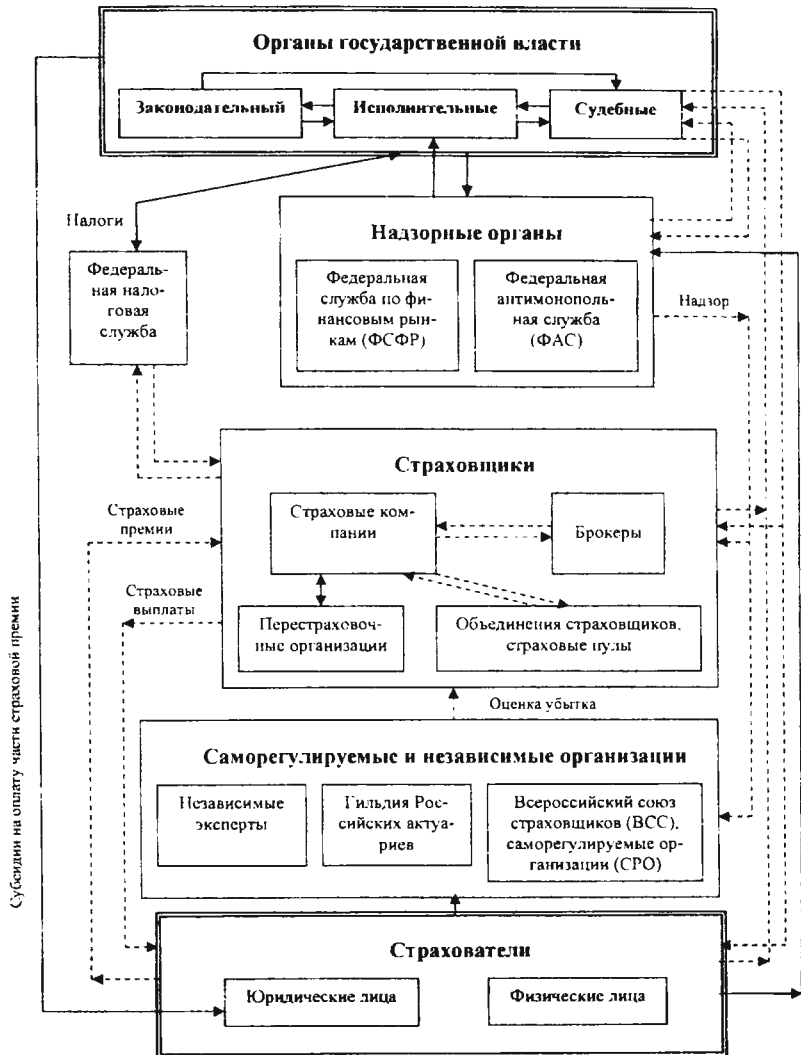 Органы государственной власти
Законодательный
Исполнительные
Судебные
Налоги
Надзорные органы
Федераль-
ная нало-
говая
служба
Федеральная
служба по фи-
нансовым рын-
кам (ФСФР)
Федеральная
антимонополь-
ная служба
(ФАС)
Надзор
Страховщики
Страховые
премии
Страховые ком-
пании
Брокеры
Страховые
выплаты
Перестраховоч-
ные организации
Объединения страховщиков,
страховые пулы
Субсидии на оплату части страховой премии
Оценка убытка
Саморегулируемые и независимые организации
Независимые
эксперты
Гильдия Рос-
сийских актуа-
риев
Всероссийский союз
страховщиков (ВСС),
саморегулируемые ор-
ганизации (СРО)
Страхователи
Юридические лица
Физические лица